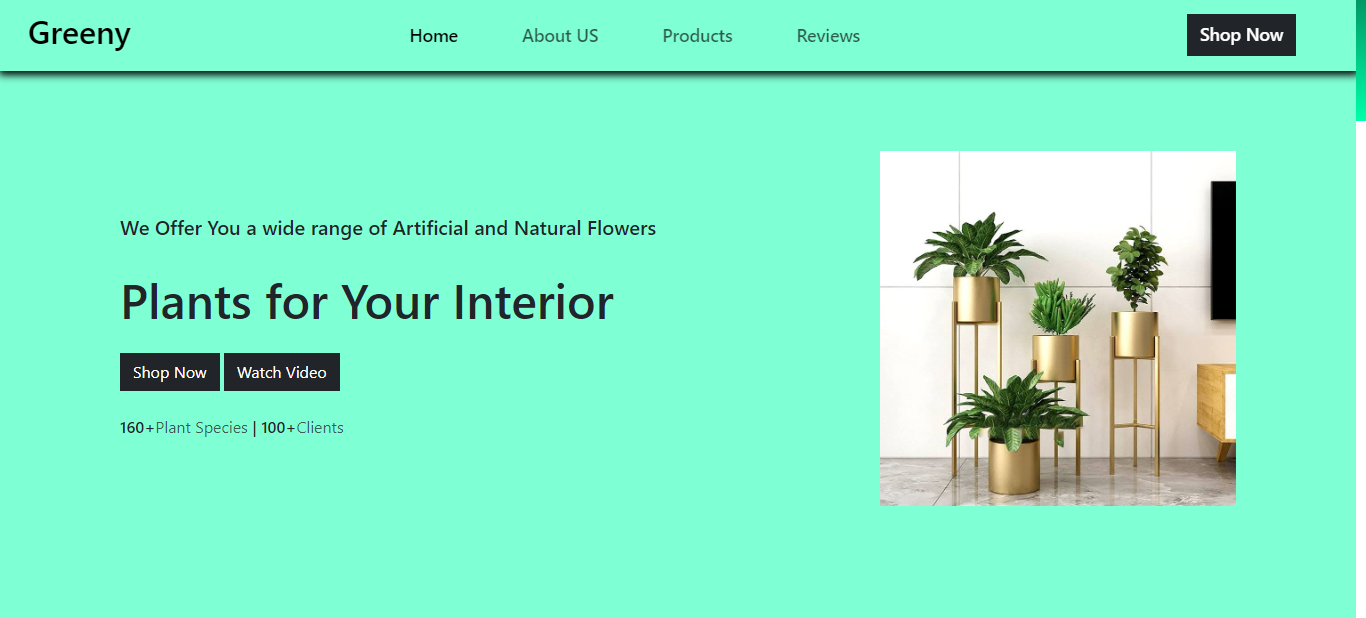 Greeny Home About US Products Reviews Shop Now
We Offer You a wide range of Artificial and Natural Flowers
Plants for Your Interior
Shop Now Watch Video
160+Plant Species | 100+Clients